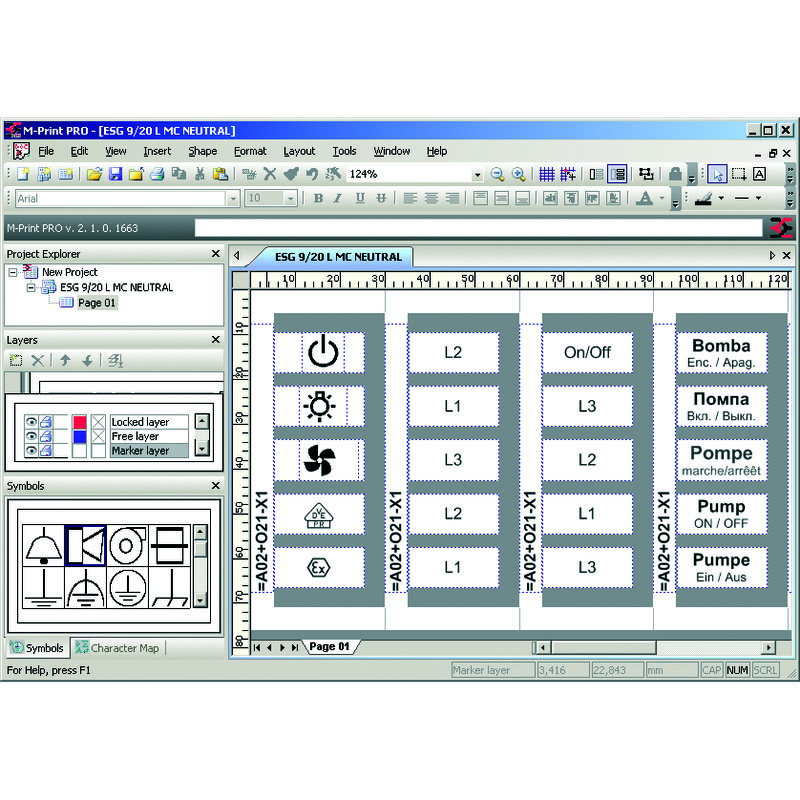 M-Print PRO - [ESG 9/20 L MC NEUTRAL]
File Edit View Insert Shape Format Layout Tools Window Help
124%
Arial 10 B I U
M-Print PRO v. 2. 1. 0. 1663
Project Explorer
New Project
ESG 9/20 L MC NEUTRAL
Page 01
Layers
Locked layer
Free layer
Marker layer
Symbols
Symbols Character Map
ESG 9/20 L MC NEUTRAL
10 20 30 40 50 60 70 80 90 100 110 120
10
20
30
40
50
60
70
80
=A02+O21-X1
DVE
PR
Ex
=A02+O21-X1
L2
L1
L3
L2
L1
=A02+O21-X1
On/Off
L3
L2
L1
L3
=A02+O21-X1
Bomba
Enc. / Apag.
Помпа
Вкл. / Выкл.
Pompe
marche/arrêêt
Pump
ON / OFF
Pumpe
Ein / Aus
Page 01
For Help, press F1
Marker layer 3,416 22,843 mm CAP NUM SCRL